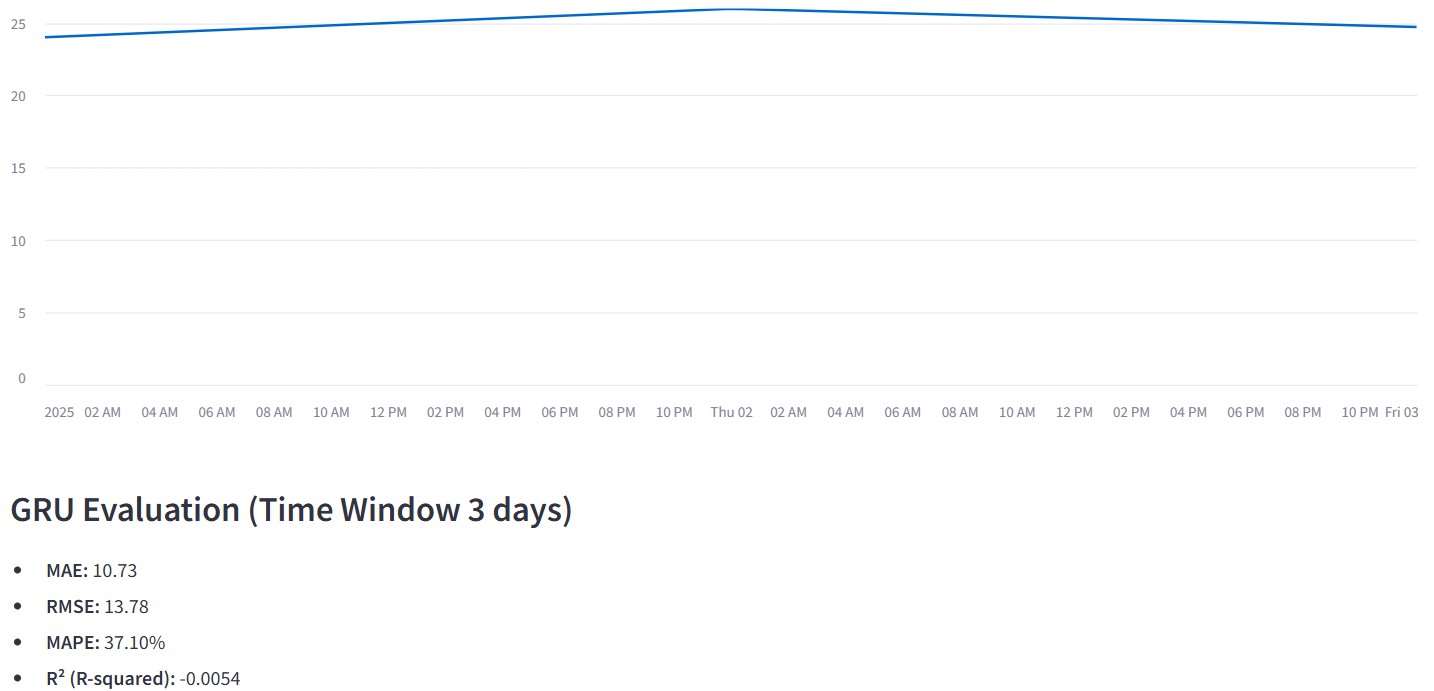 25
20
15
10
5
0
2025 02 AM 04 AM 06 AM 08 AM 10 AM 12 PM 02 PM 04 PM 06 PM 08 PM 10 PM Thu 02 02 AM 04 AM 06 AM 08 AM 10 AM 12 PM 02 PM 04 PM 06 PM 08 PM 10 PM Fri 03
GRU Evaluation (Time Window 3 days)
• MAE: 10.73
• RMSE: 13.78
• MAPE: 37.10%
• R² (R-squared): -0.0054